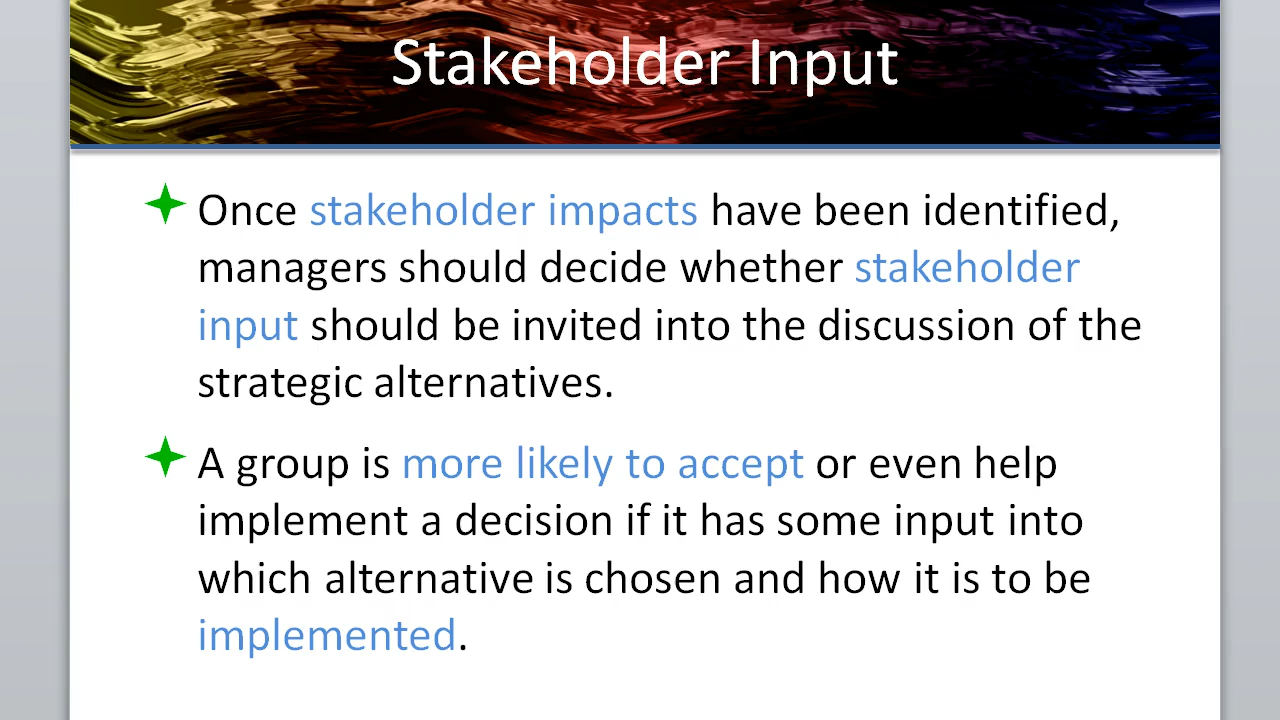 Stakeholder Input
Once stakeholder impacts have been identified,
managers should decide whether stakeholder
input should be invited into the discussion of the
strategic alternatives.
A group is more likely to accept or even help
implement a decision if it has some input into
which alternative is chosen and how it is to be
implemented.